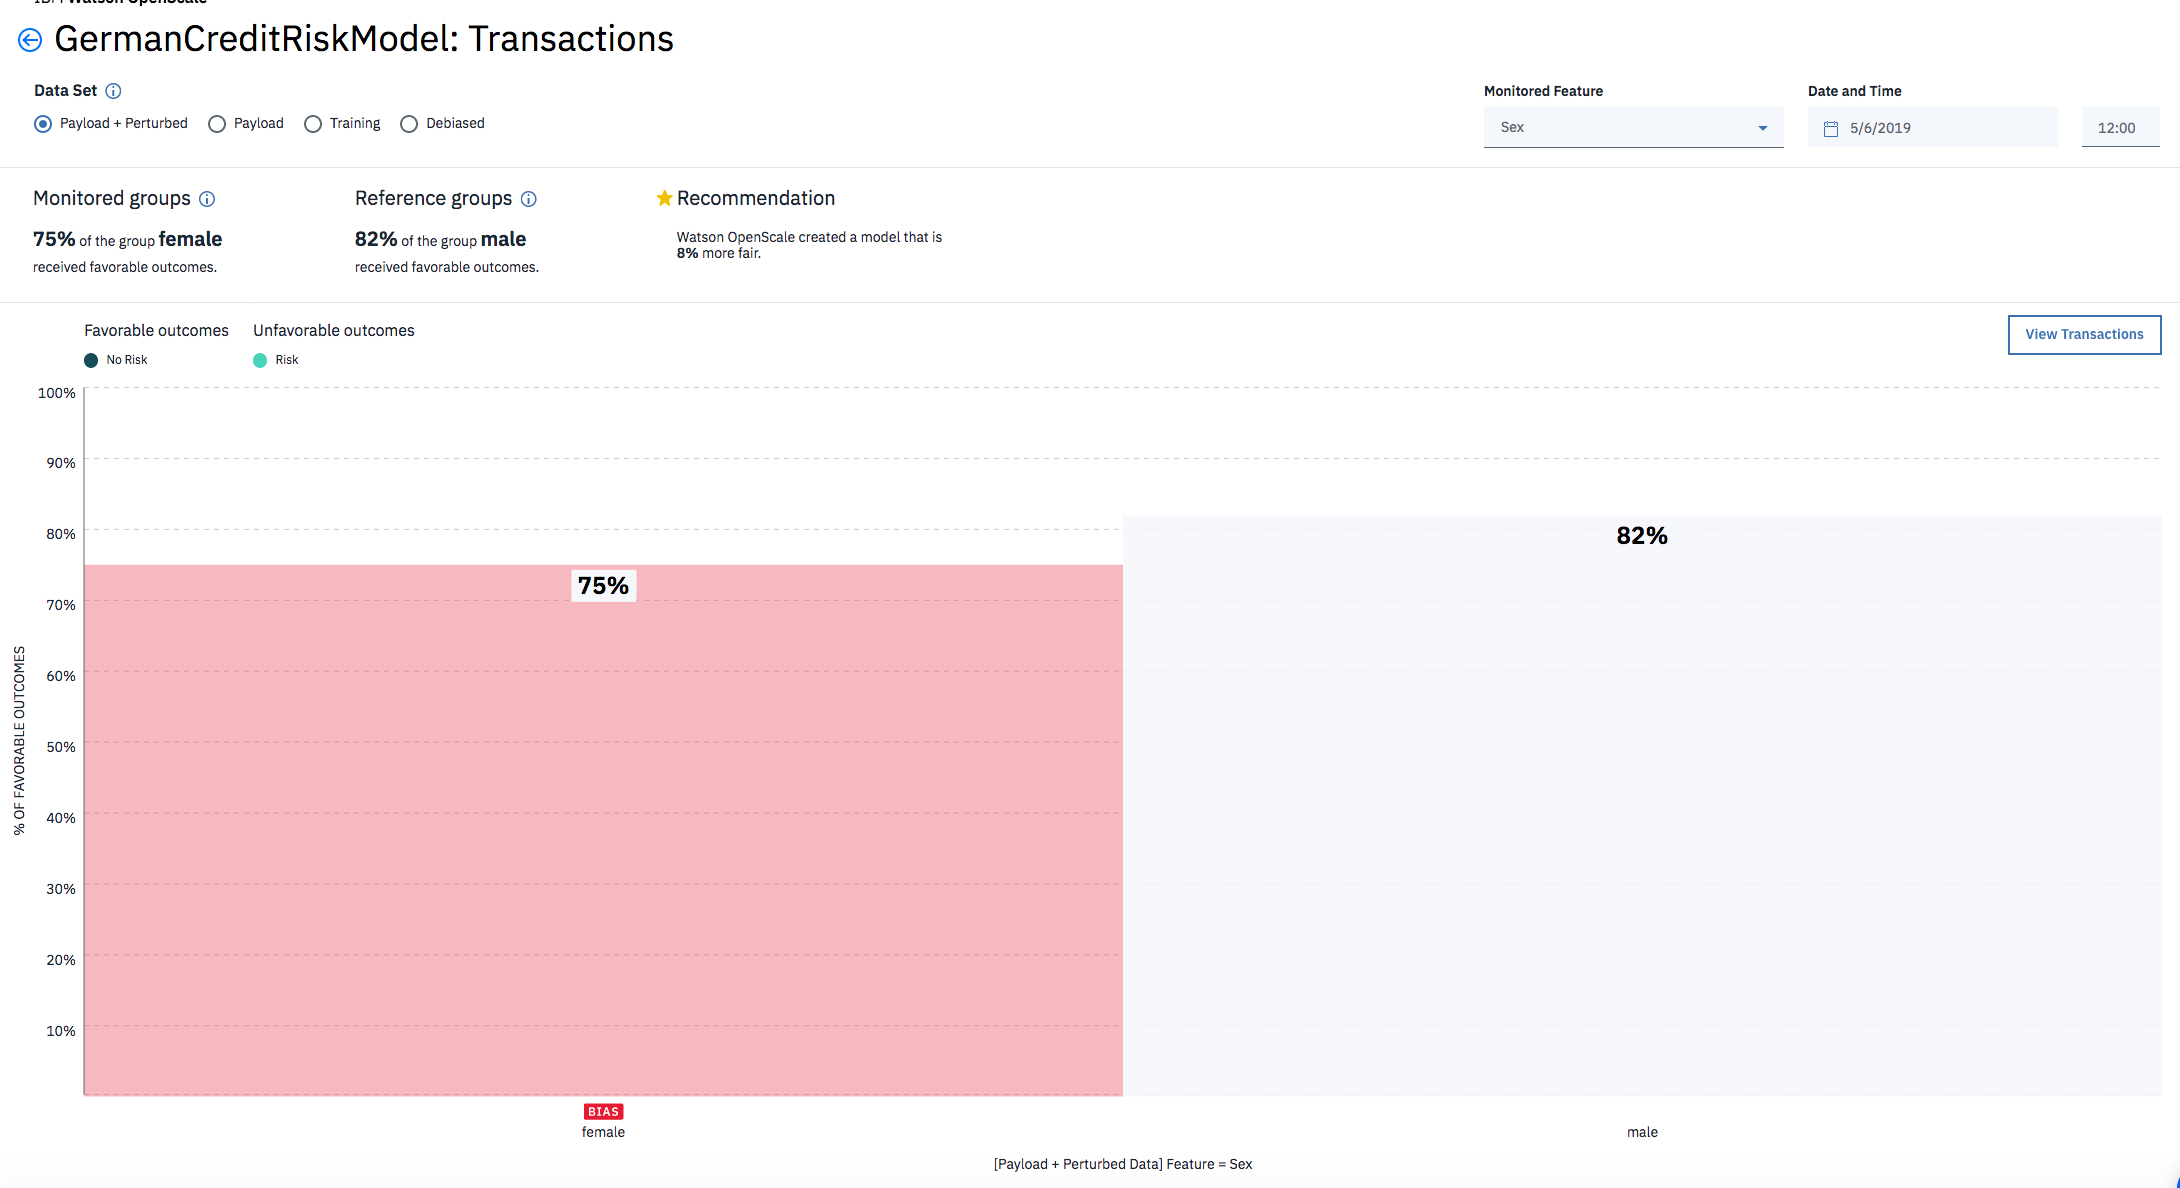 IBM Watson OpenScale
GermanCreditRiskModel: Transactions
Data Set
Payload + Perturbed Payload Training Debiased
Monitored Feature
Sex
Date and Time
5/6/2019
12:00
Monitored groups
75% of the group female
received favorable outcomes.
Reference groups
82% of the group male
received favorable outcomes.
Recommendation
Watson OpenScale created a model that is
8% more fair.
Favorable outcomes
No Risk
Unfavorable outcomes
Risk
View Transactions
% OF FAVORABLE OUTCOMES
100%
90%
80%
70%
60%
50%
40%
30%
20%
10%
75%
82%
BIAS
female
male
[Payload + Perturbed Data] Feature = Sex